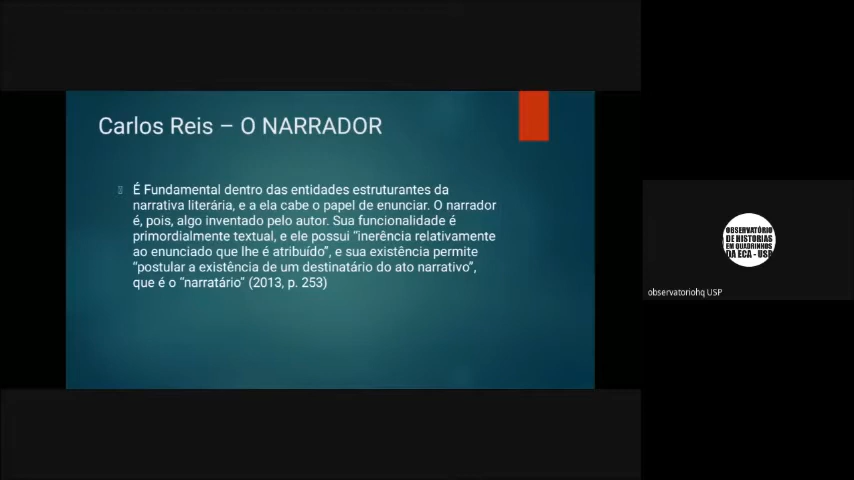 Carlos Reis – O NARRADOR
É Fundamental dentro das entidades estruturantes da
narrativa literária, e a ela cabe o papel de enunciar. O narrador
é, pois, algo inventado pelo autor. Sua funcionalidade é
primordialmente textual, e ele possui “inerência relativamente
ao enunciado que lhe é atribuído”, e sua existência permite
“postular a existência de um destinatário do ato narrativo”,
que é o “narratário” (2013, p. 253)
OBSERVATÓRIO
DE HISTORIAS
EM QUADRINHOS
DA ECA - USP
observatoriohq USP